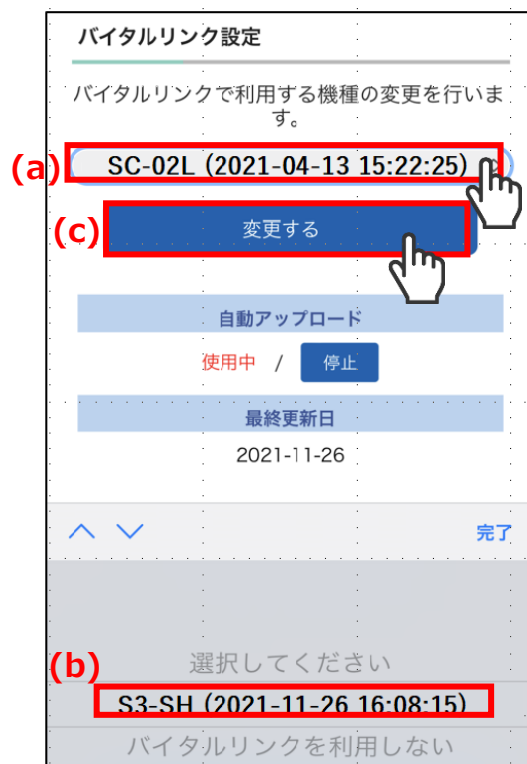 バイタルリンク設定
バイタルリンクで利用する機種の変更を行いま
す。
(a) SC-02L (2021-04-13 15:22:25)
(c) 変更する
自動アップロード
使用中 / 停止
最終更新日
2021-11-26
完了
選択してください
(b) S3-SH (2021-11-26 16:08:15)
バイタルリンクを利用しない